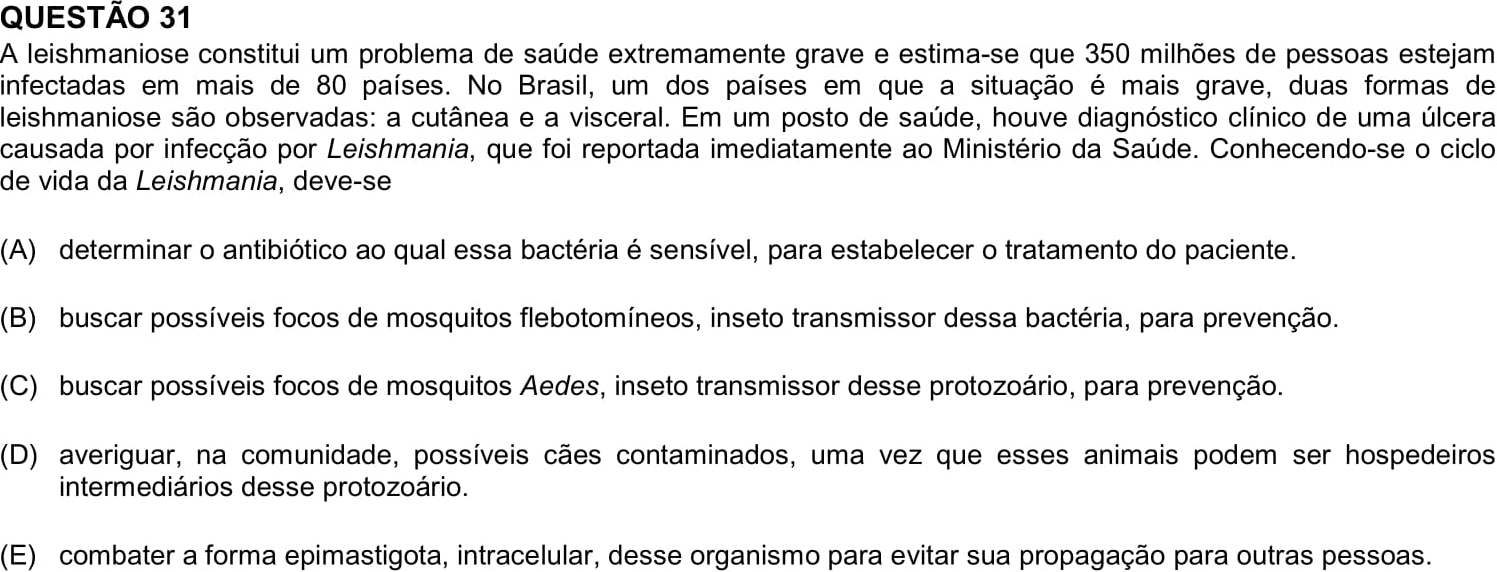 QUESTÃO 31
A leishmaniose constitui um problema de saúde extremamente grave e estima-se que 350 milhões de pessoas estejam
infectadas em mais de 80 países. No Brasil, um dos países em que a situação é mais grave, duas formas de
leishmaniose são observadas: a cutânea e a visceral. Em um posto de saúde, houve diagnóstico clínico de uma úlcera
causada por infecção por Leishmania, que foi reportada imediatamente ao Ministério da Saúde. Conhecendo-se o ciclo
de vida da Leishmania, deve-se
(A) determinar o antibiótico ao qual essa bactéria é sensível, para estabelecer o tratamento do paciente.
(B) buscar possíveis focos de mosquitos flebotomíneos, inseto transmissor dessa bactéria, para prevenção.
(C) buscar possíveis focos de mosquitos Aedes, inseto transmissor desse protozoário, para prevenção.
(D) averiguar, na comunidade, possíveis cães contaminados, uma vez que esses animais podem ser hospedeiros
intermediários desse protozoário.
(E) combater a forma epimastigota, intracelular, desse organismo para evitar sua propagação para outras pessoas.